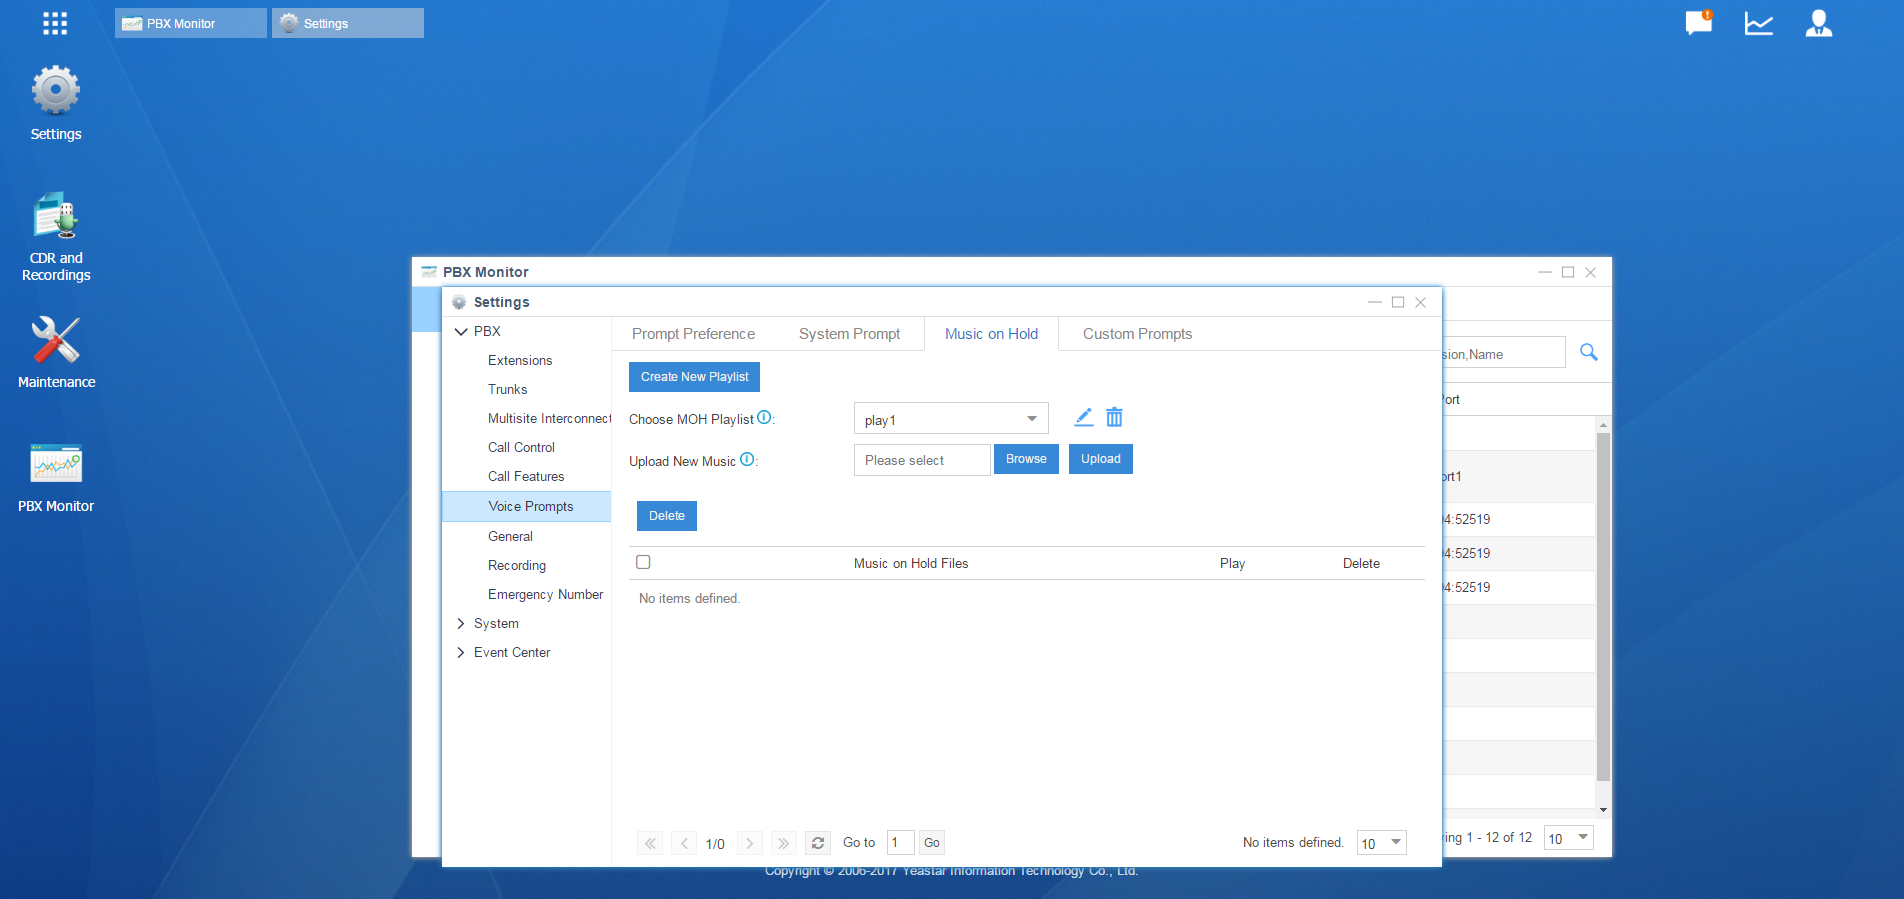 PBX Monitor
Settings
Settings
CDR and
Recordings
Maintenance
PBX Monitor
PBX Monitor
Settings
PBX
Extensions
Trunks
Multisite Interconnect
Call Control
Call Features
Voice Prompts
General
Recording
Emergency Number
System
Event Center
Prompt Preference
System Prompt
Music on Hold
Custom Prompts
Create New Playlist
Choose MOH Playlist :
play1
Upload New Music :
Please select
Browse
Upload
Delete
Music on Hold Files
Play
Delete
No items defined.
1/0
Go to
1
Go
No items defined.
10
sion,Name
Port
ort1
04:52519
04:52519
04:52519
ing 1 - 12 of 12
10
Copyright © 2006-2017 Yeastar Information Technology Co., Ltd.